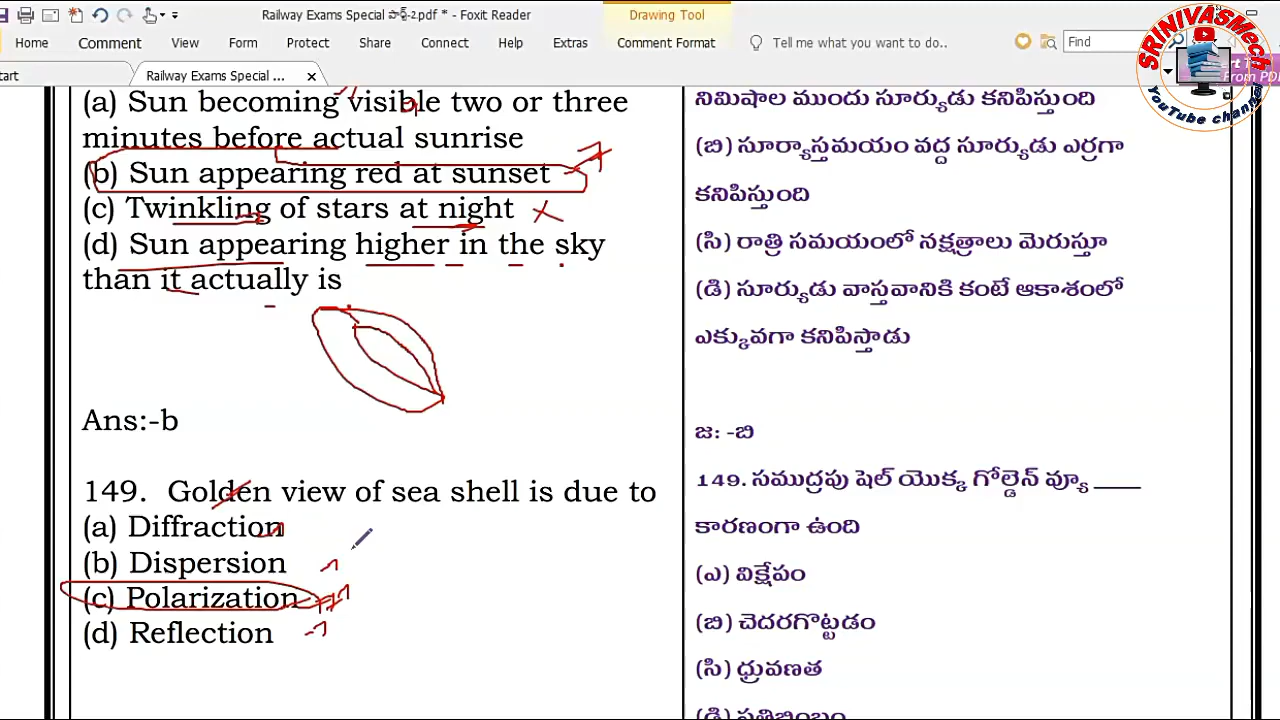 Railway Exams Special పార్ట్-2.pdf * - Foxit Reader
Drawing Tool
Home Comment View Form Protect Share Connect Help Extras Comment Format Tell me what you want to do.. Find
tart
Railway Exams Special ...
From PDF
SRINIVASMech
YouTube channel
(a) Sun becoming visible two or three
minutes before actual sunrise
(b) Sun appearing red at sunset
(c) Twinkling of stars at night
(d) Sun appearing higher in the sky
than it actually is
Ans:-b
149. Golden view of sea shell is due to
(a) Diffraction
(b) Dispersion
(c) Polarization
(d) Reflection
నిమిషాల ముందు సూర్యుడు కనిపిస్తుంది
(బి) సూర్యాస్తమయం వద్ద సూర్యుడు ఎర్రగా
కనిపిస్తుంది
(సి) రాత్రి సమయంలో నక్షత్రాలు మెరుస్తూ
(డి) సూర్యుడు వాస్తవానికి కంటే ఆకాశంలో
ఎక్కువగా కనిపిస్తాడు
జ: -బి
149. సముద్రపు షెల్ యొక్క గోల్డెన్ వ్యూ ____
కారణంగా ఉంది
(ఎ) విక్షేపం
(బి) చెదరగొట్టడం
(సి) ధ్రువణత
(డి) ప్రతిబింబం